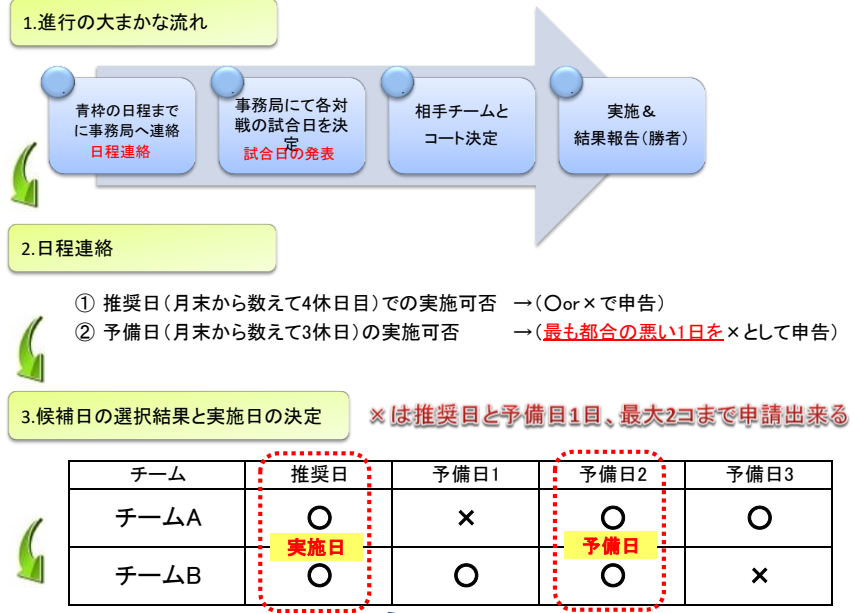 1.進行の大まかな流れ
青枠の日程まで
に事務局へ連絡
日程連絡
事務局にて各対
戦の試合日を決
定
試合日の発表
相手チームと
コート決定
実施&
結果報告(勝者)
2.日程連絡
① 推奨日(月末から数えて4休日目)での実施可否 →(〇or×で申告)
② 予備日(月末から数えて3休日)の実施可否 →(最も都合の悪い1日を×として申告)
3.候補日の選択結果と実施日の決定
×は推奨日と予備日1日、最大2コまで申請出来る
チーム 推奨日 予備日1 予備日2 予備日3
チームA 〇 × 〇 〇
実施日 予備日
チームB 〇 〇 〇 ×